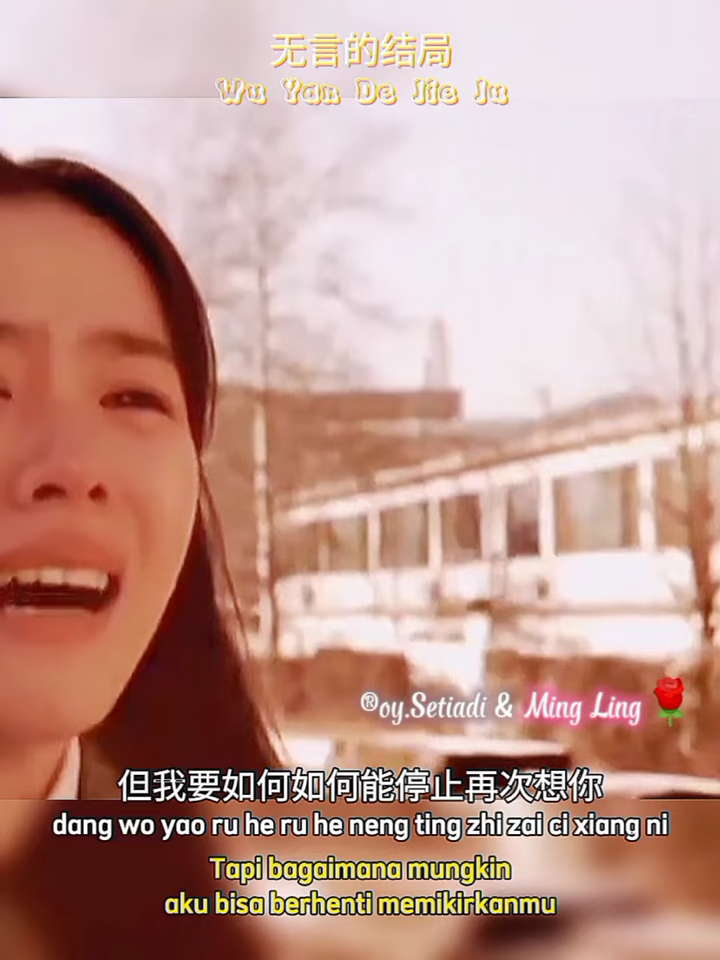 无言的结局
Wu Yan De Jie Ju
®oy.Setiadi & Ming Ling
但我要如何如何能停止再次想你
dang wo yao ru he ru he neng ting zhi zai ci xiang ni
Tapi bagaimana mungkin
aku bisa berhenti memikirkanmu